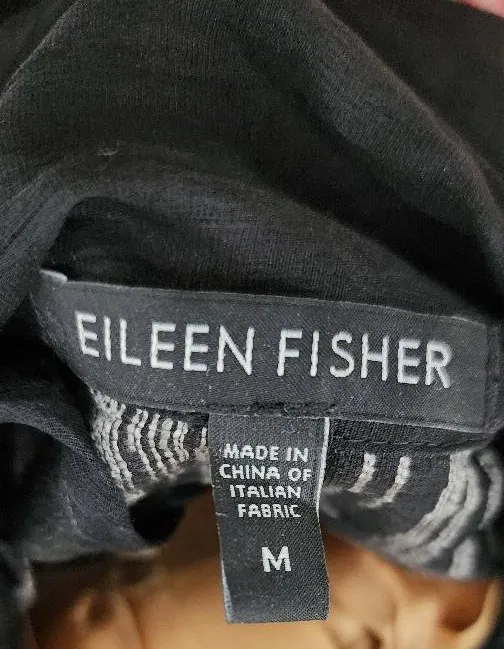 EILEEN FISHER
MADE IN
CHINA OF
ITALIAN
FABRIC
M